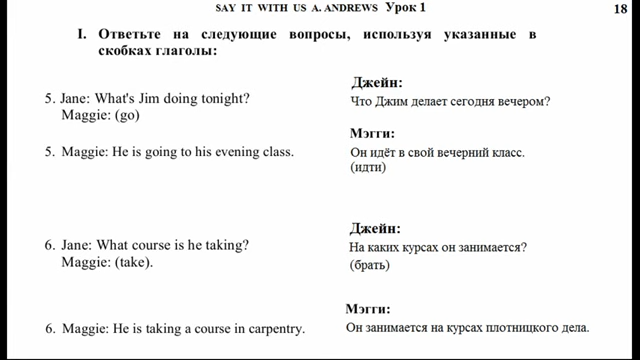 SAY IT WITH US A. ANDREWS Урок 1 18
I. Ответьте на следующие вопросы, используя указанные в
скобках глаголы:
5. Jane: What's Jim doing tonight?
Maggie: (go)
Джейн:
Что Джим делает сегодня вечером?
5. Maggie: He is going to his evening class.
Мэгги:
Он идёт в свой вечерний класс.
(идти)
6. Jane: What course is he taking?
Maggie: (take).
Джейн:
На каких курсах он занимается?
(брать)
6. Maggie: He is taking a course in carpentry.
Мэгги:
Он занимается на курсах плотницкого дела.